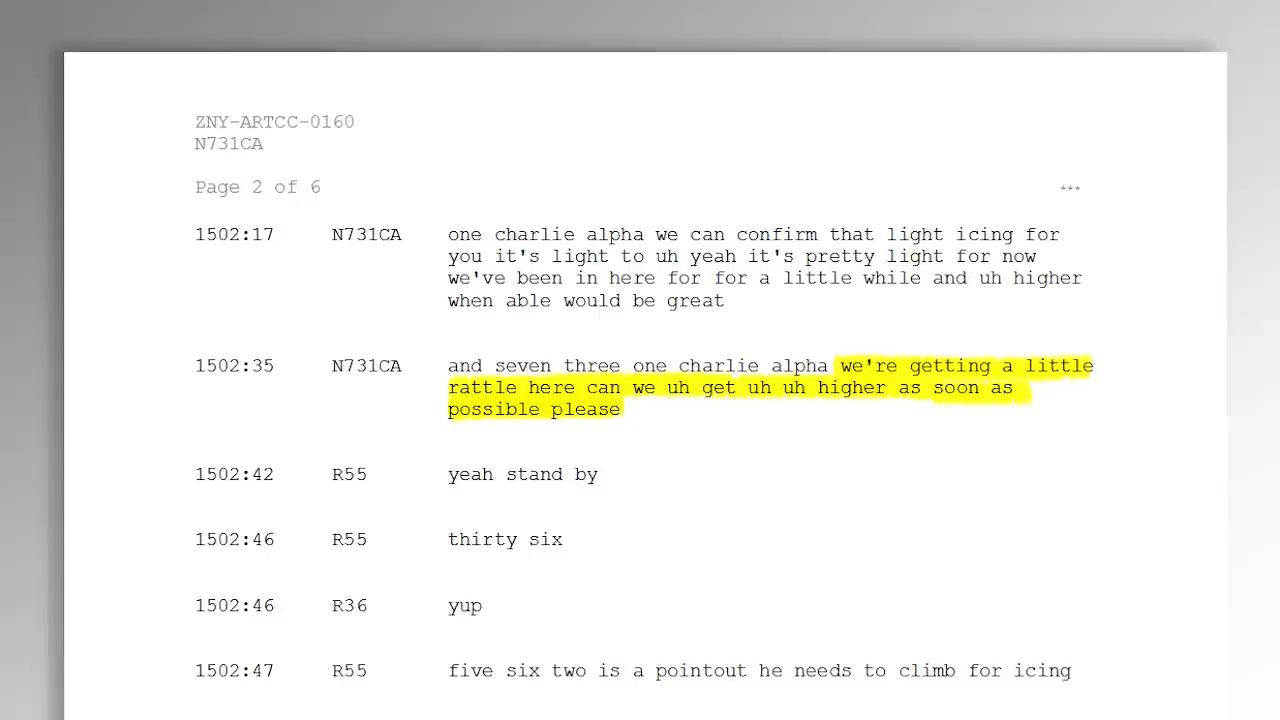 ZNY-ARTCC-0160
N731CA
Page 2 of 6 ***
1502:17 N731CA one charlie alpha we can confirm that light icing for
you it's light to uh yeah it's pretty light for now
we've been in here for for a little while and uh higher
when able would be great
1502:35 N731CA and seven three one charlie alpha we're getting a little
rattle here can we uh get uh uh higher as soon as
possible please
1502:42 R55 yeah stand by
1502:46 R55 thirty six
1502:46 R36 yup
1502:47 R55 five six two is a pointout he needs to climb for icing